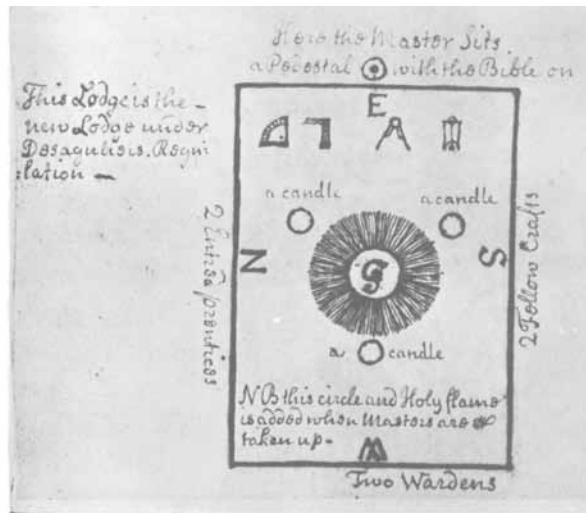 Here the Master Sits
a Pedestal with the Bible on
This Lodge is the
new Lodge under
Desaguliers. Regu
:lation —
E
a candle
a candle
N
S
G
2 Enterd prentices
2 Fellow Crafts
a candle
N B this circle and Holy flame
is added when Masters are
taken up -
W
Two Wardens